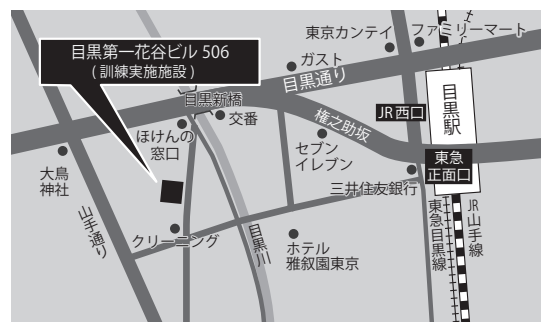 東京カンテイ
ファミリーマート
目黒第一花谷ビル 506
( 訓練実施施設 )
ガスト
目黒通り
目黒駅
JR西口
目黒新橋
交番
権之助坂
ほけんの
窓口
セブン
イレブン
東急
正面口
三井住友銀行
大鳥
神社
山手通り
クリーニング
目黒川
ホテル
雅叙園東京
東急目黒線
JR山手線